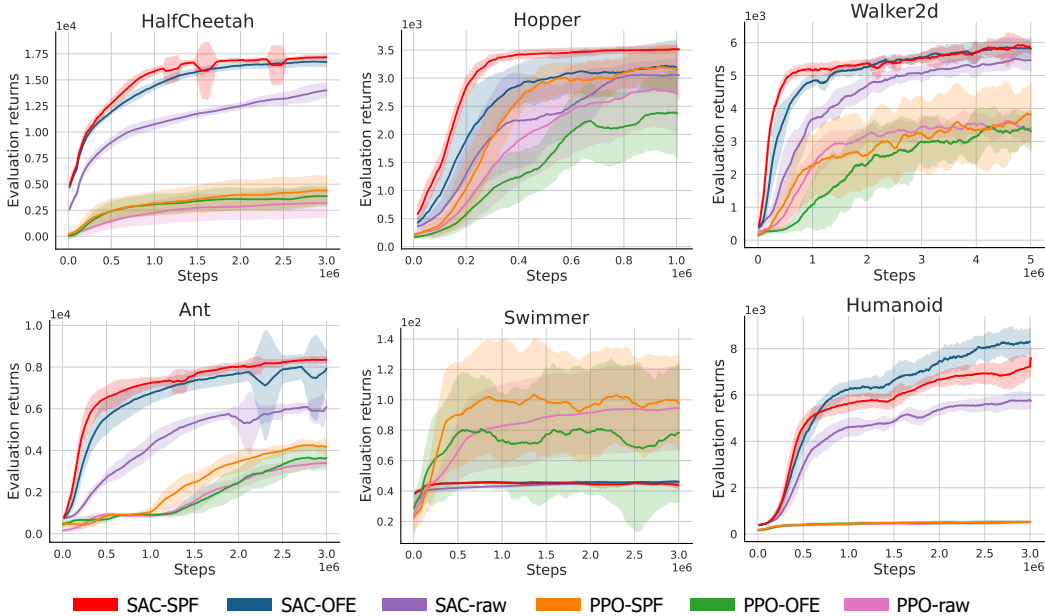 HalfCheetah
1e4
Evaluation returns
1.75
1.50
1.25
1.00
0.75
0.50
0.25
0.00
0.0 0.5 1.0 1.5 2.0 2.5 3.0
Steps
1e6
Hopper
1e3
Evaluation returns
3.5
3.0
2.5
2.0
1.5
1.0
0.5
0.0
0.0 0.2 0.4 0.6 0.8 1.0
Steps
1e6
Walker2d
1e3
Evaluation returns
6
5
4
3
2
1
0
0 1 2 3 4 5
Steps
1e6
Ant
1e4
Evaluation returns
1.0
0.8
0.6
0.4
0.2
0.0
0.0 0.5 1.0 1.5 2.0 2.5 3.0
Steps
1e6
Swimmer
1e2
Evaluation returns
1.4
1.2
1.0
0.8
0.6
0.4
0.2
0.0 0.5 1.0 1.5 2.0 2.5 3.0
Steps
1e6
Humanoid
1e3
Evaluation returns
8
6
4
2
0
0.0 0.5 1.0 1.5 2.0 2.5 3.0
Steps
1e6
SAC-SPF SAC-OFE SAC-raw PPO-SPF PPO-OFE PPO-raw